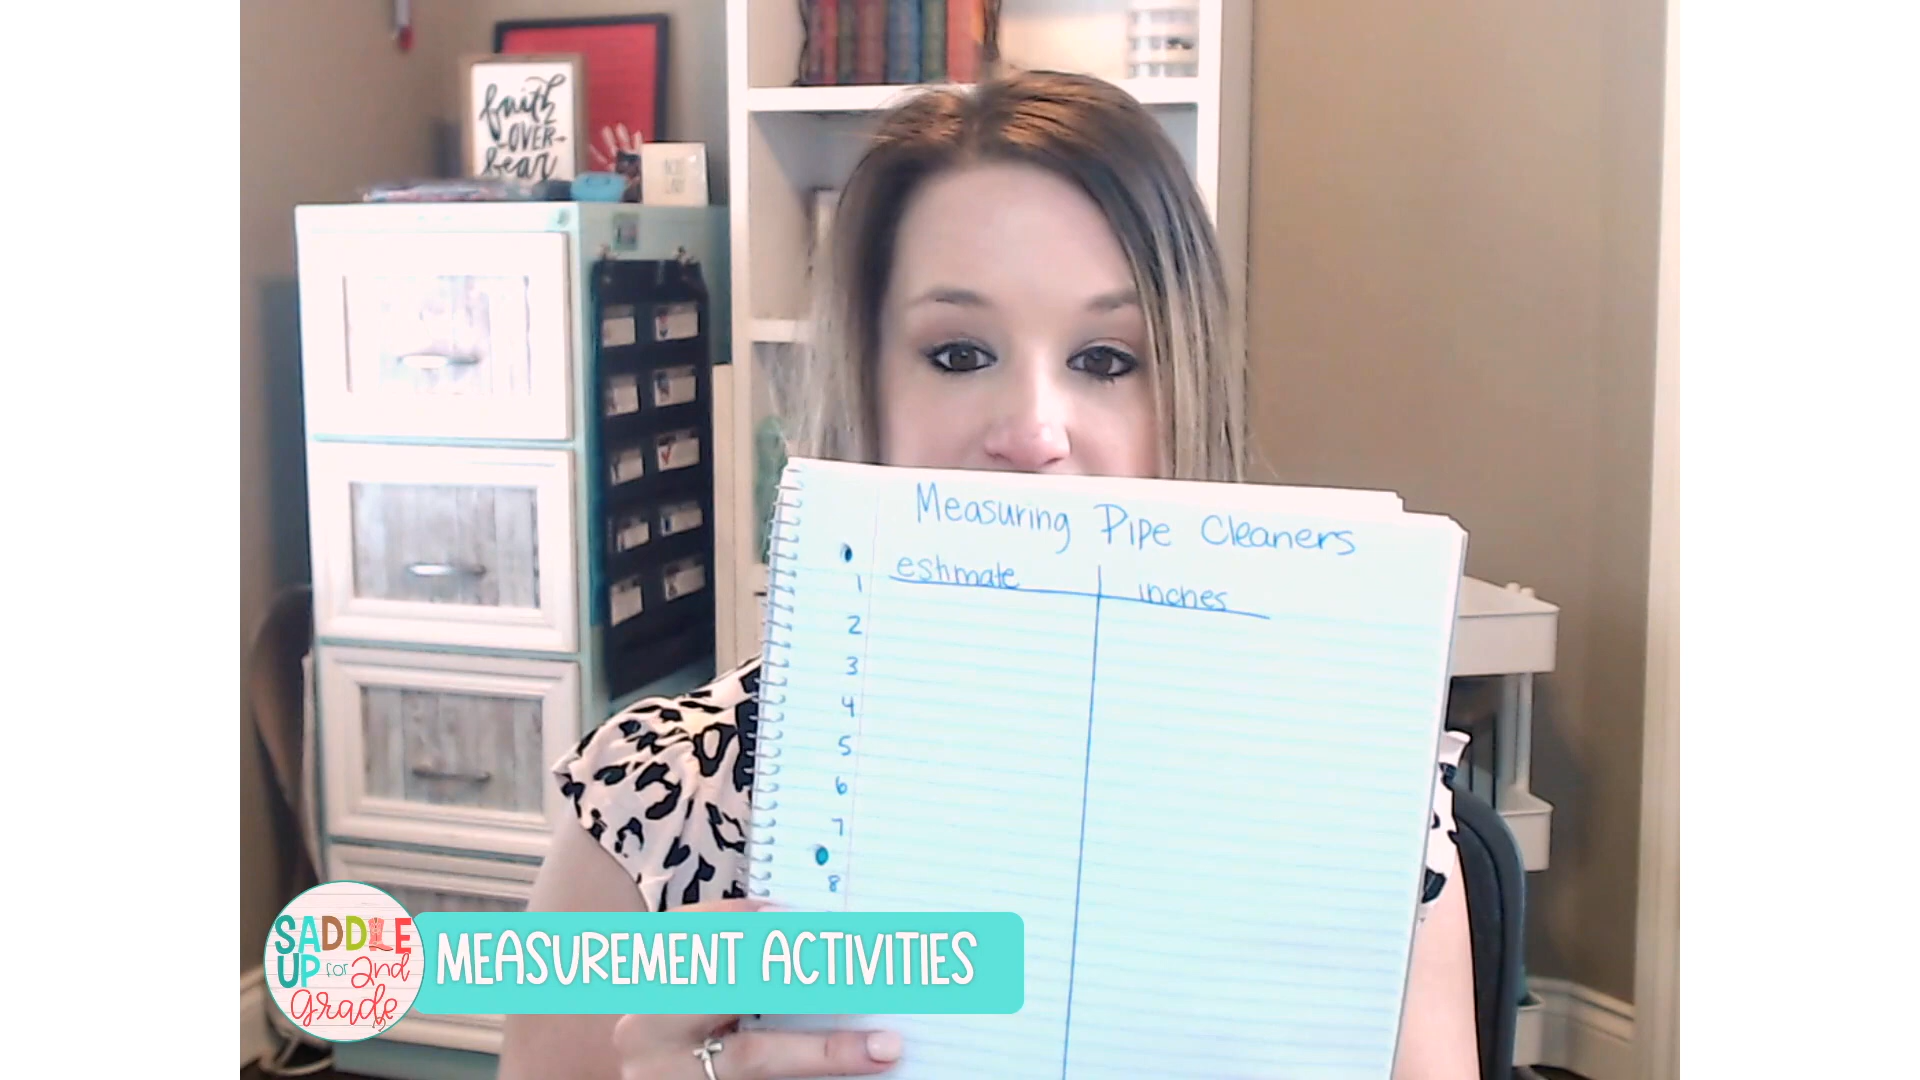 faith
-OVER-
fear
Measuring Pipe Cleaners
estimate inches
1
2
3
4
5
6
7
8
SADDLE
UP for 2nd
grade
MEASUREMENT ACTIVITIES